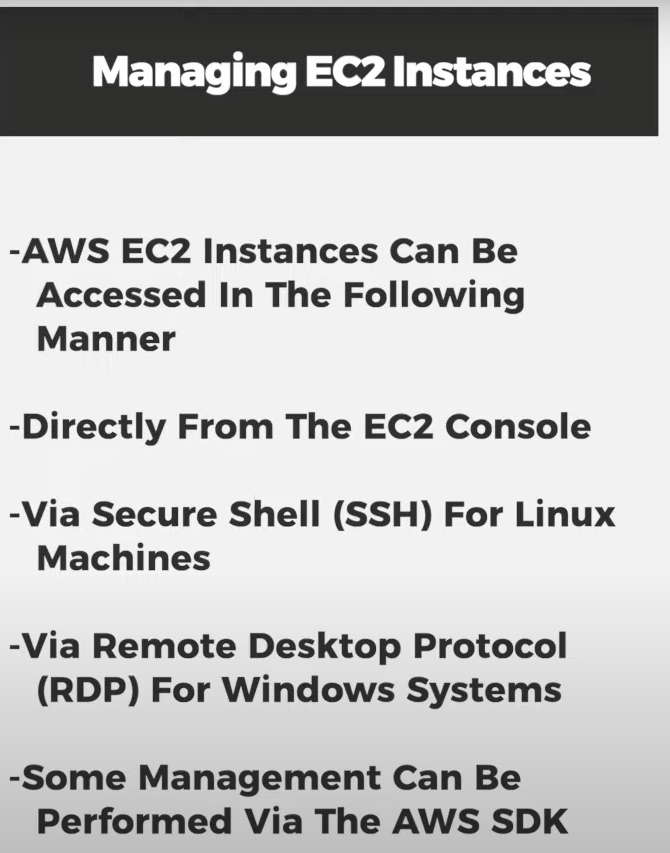 Managing EC2 Instances
-AWS EC2 Instances Can Be
Accessed In The Following
Manner
-Directly From The EC2 Console
-Via Secure Shell (SSH) For Linux
Machines
-Via Remote Desktop Protocol
(RDP) For Windows Systems
-Some Management Can Be
Performed Via The AWS SDK